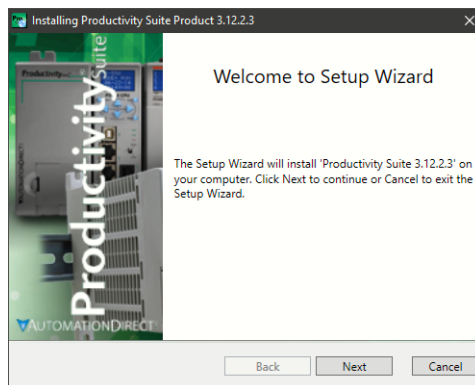 Installing Productivity Suite Product 3.12.2.3
Welcome to Setup Wizard
The Setup Wizard will install 'Productivity Suite 3.12.2.3' on
your computer. Click Next to continue or Cancel to exit the
Setup Wizard.
Productivity Suite
AUTOMATIONDIRECT
Back
Next
Cancel